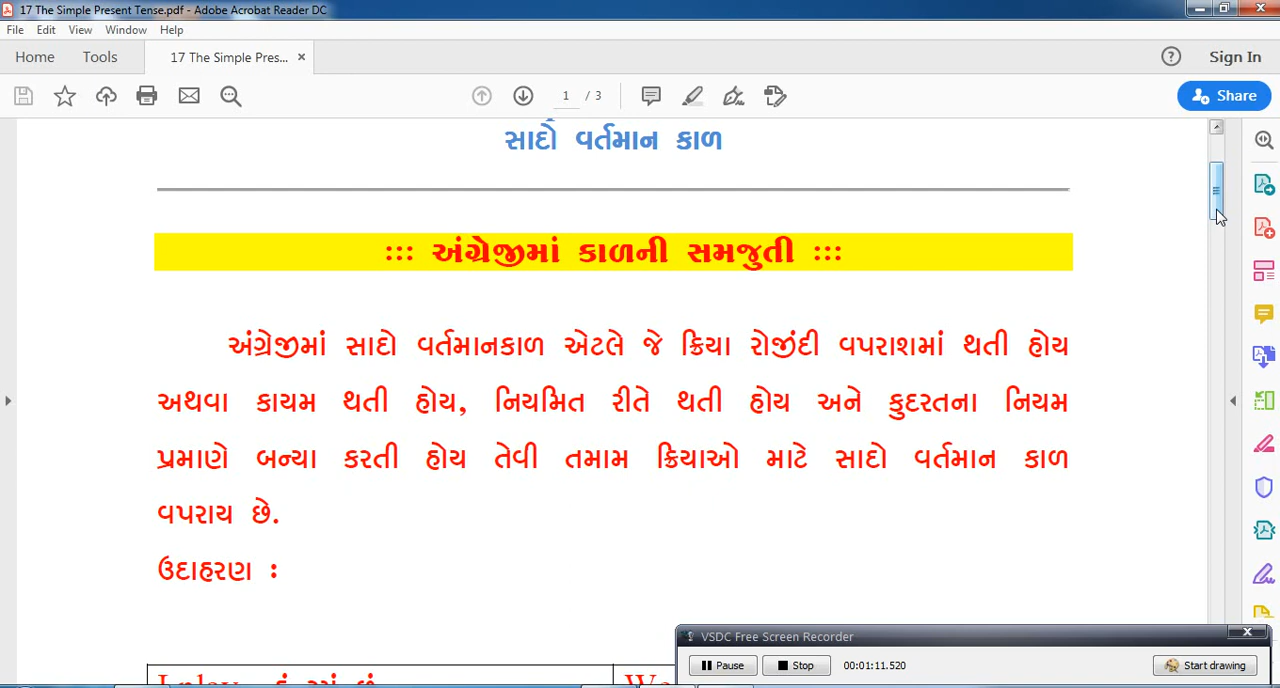 17 The Simple Present Tense.pdf - Adobe Acrobat Reader DC
File Edit View Window Help
Home Tools 17 The Simple Pres... × Sign In
1 / 3 Share
સાદો વર્તમાન કાળ
::: અંગ્રેજીમાં કાળની સમજુતી :::
અંગ્રેજીમાં સાદો વર્તમાનકાળ એટલે જે ક્રિયા રોજીંદી વપરાશમાં થતી હોય
અથવા કાયમ થતી હોય, નિયમિત રીતે થતી હોય અને કુદરતના નિયમ
પ્રમાણે બન્યા કરતી હોય તેવી તમામ ક્રિયાઓ માટે સાદો વર્તમાન કાળ
વપરાય છે.
ઉદાહરણ :
VSDC Free Screen Recorder
Pause Stop 00:01:11.520 Start drawing
I play We